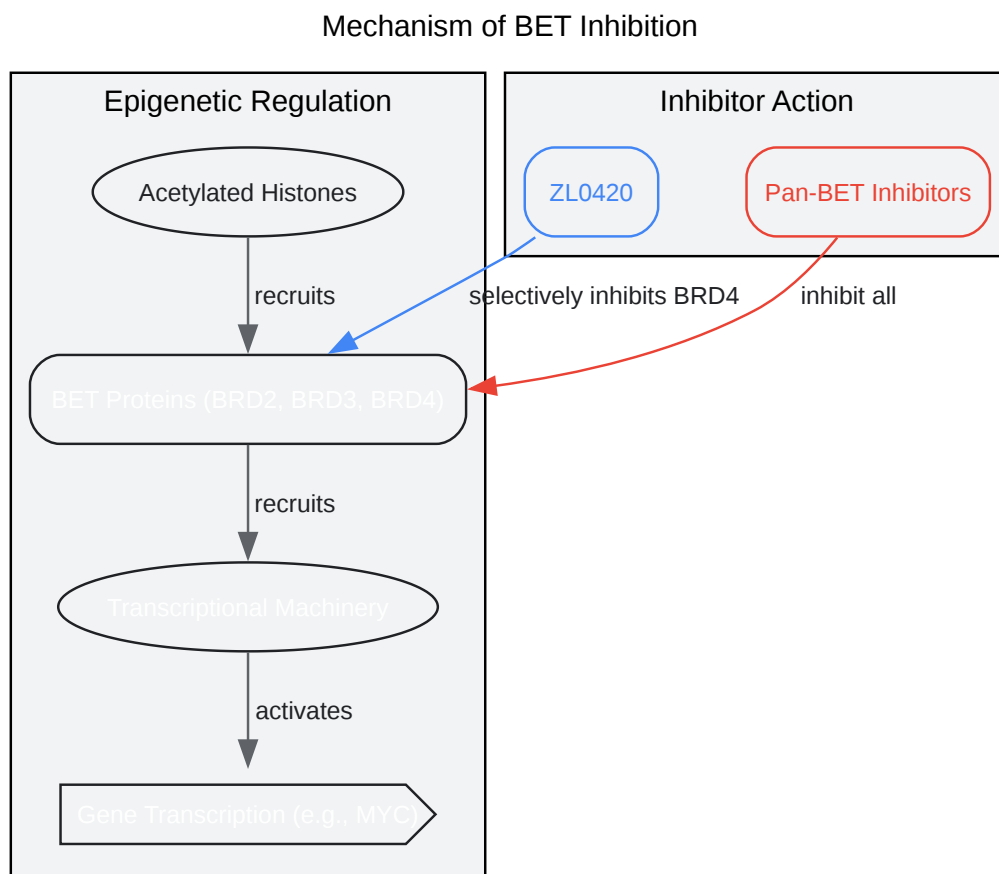 Mechanism of BET Inhibition
Epigenetic Regulation
Acetylated Histones
recruits
BET Proteins (BRD2, BRD3, BRD4)
recruits
Transcriptional Machinery
activates
Gene Transcription (e.g., MYC)
Inhibitor Action
ZL0420
Pan-BET Inhibitors
selectively inhibits BRD4
inhibit all